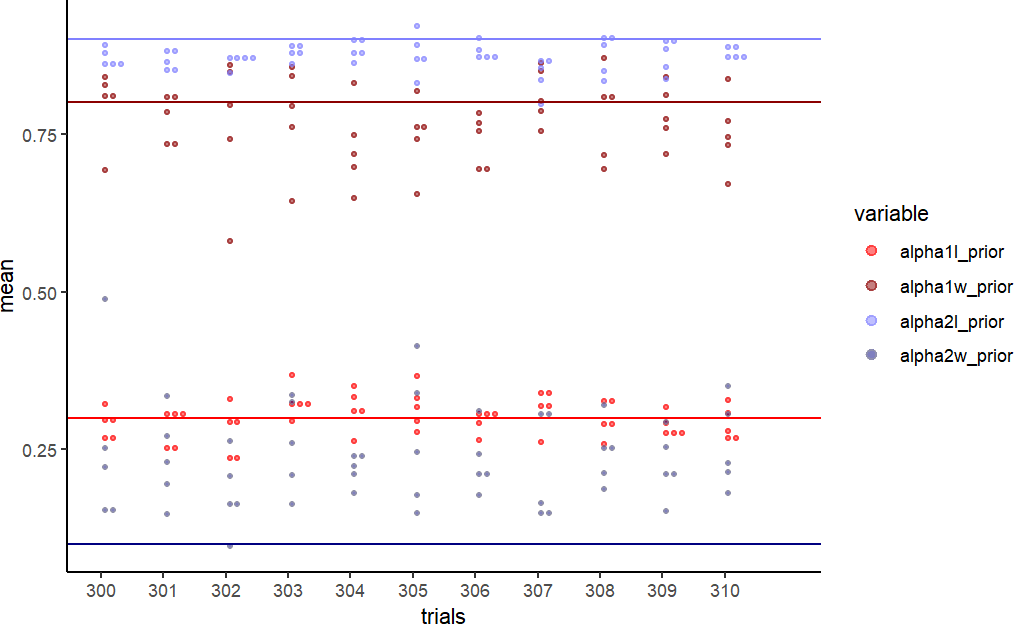 mean
0.75
0.50
0.25
300 301 302 303 304 305 306 307 308 309 310
trials
variable
alpha1l_prior
alpha1w_prior
alpha2l_prior
alpha2w_prior